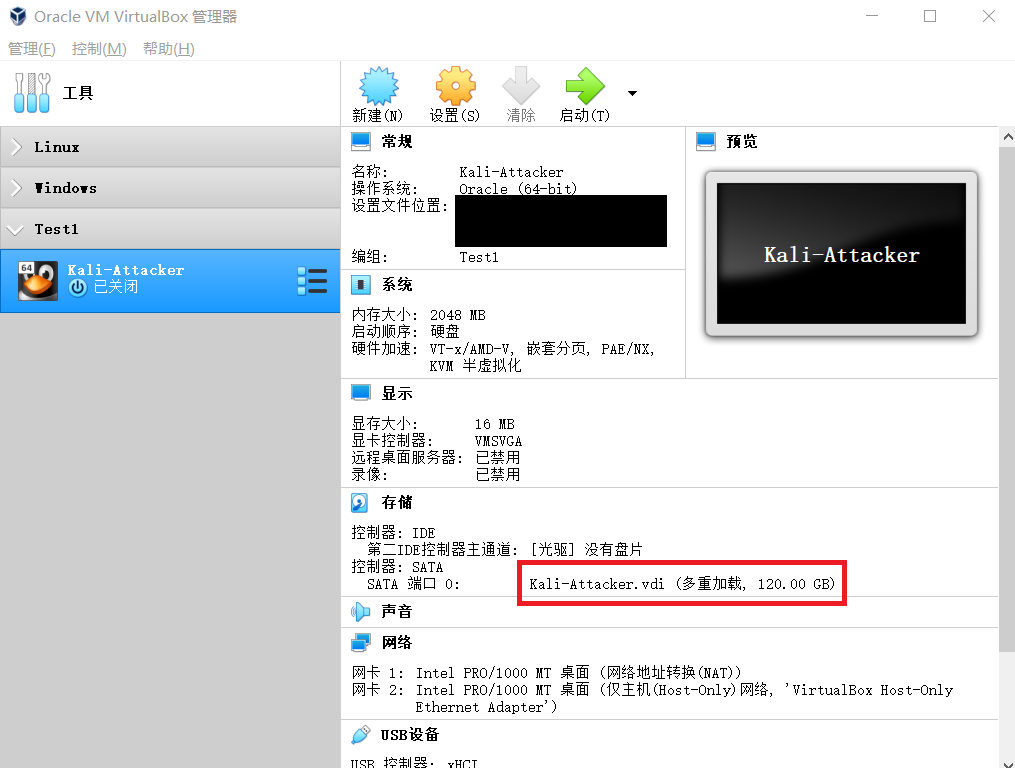 Oracle VM VirtualBox 管理器
管理(F) 控制(M) 帮助(H)
工具
新建(N) 设置(S) 清除 启动(T)
Linux
Windows
Test1
64
Kali-Attacker
已关闭
常规
名称: Kali-Attacker
操作系统: Oracle (64-bit)
设置文件位置:
编组: Test1
预览
Kali-Attacker
系统
内存大小: 2048 MB
启动顺序: 硬盘
硬件加速: VT-x/AMD-V, 嵌套分页, PAE/NX,
KVM 半虚拟化
显示
显存大小: 16 MB
显卡控制器: VMSVGA
远程桌面服务器: 已禁用
录像: 已禁用
存储
控制器: IDE
第二IDE控制器主通道: [光驱] 没有盘片
控制器: SATA
SATA 端口 0: Kali-Attacker.vdi (多重加载, 120.00 GB)
声音
网络
网卡 1: Intel PRO/1000 MT 桌面 (网络地址转换(NAT))
网卡 2: Intel PRO/1000 MT 桌面 (仅主机(Host-Only)网络, 'VirtualBox Host-Only
Ethernet Adapter')
USB设备
USB 控制器: xHCI